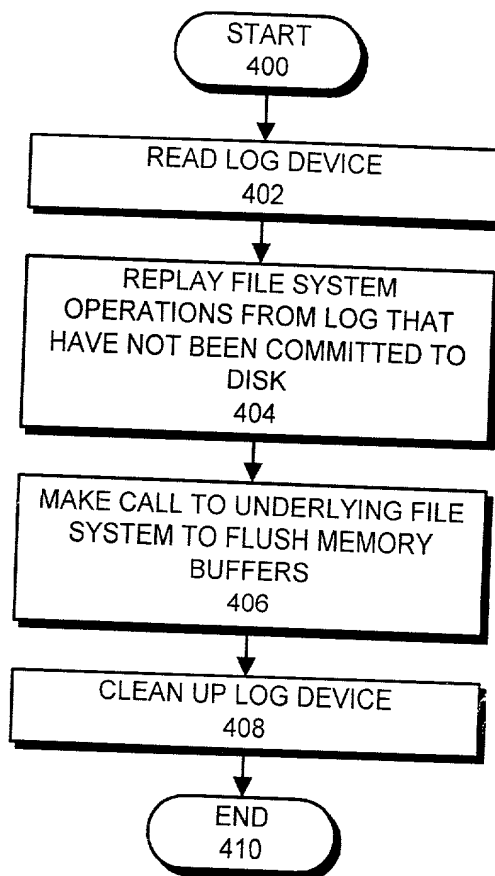 START
400
READ LOG DEVICE
402
REPLAY FILE SYSTEM
OPERATIONS FROM LOG THAT
HAVE NOT BEEN COMMITTED TO
DISK
404
MAKE CALL TO UNDERLYING FILE
SYSTEM TO FLUSH MEMORY
BUFFERS
406
CLEAN UP LOG DEVICE
408
END
410